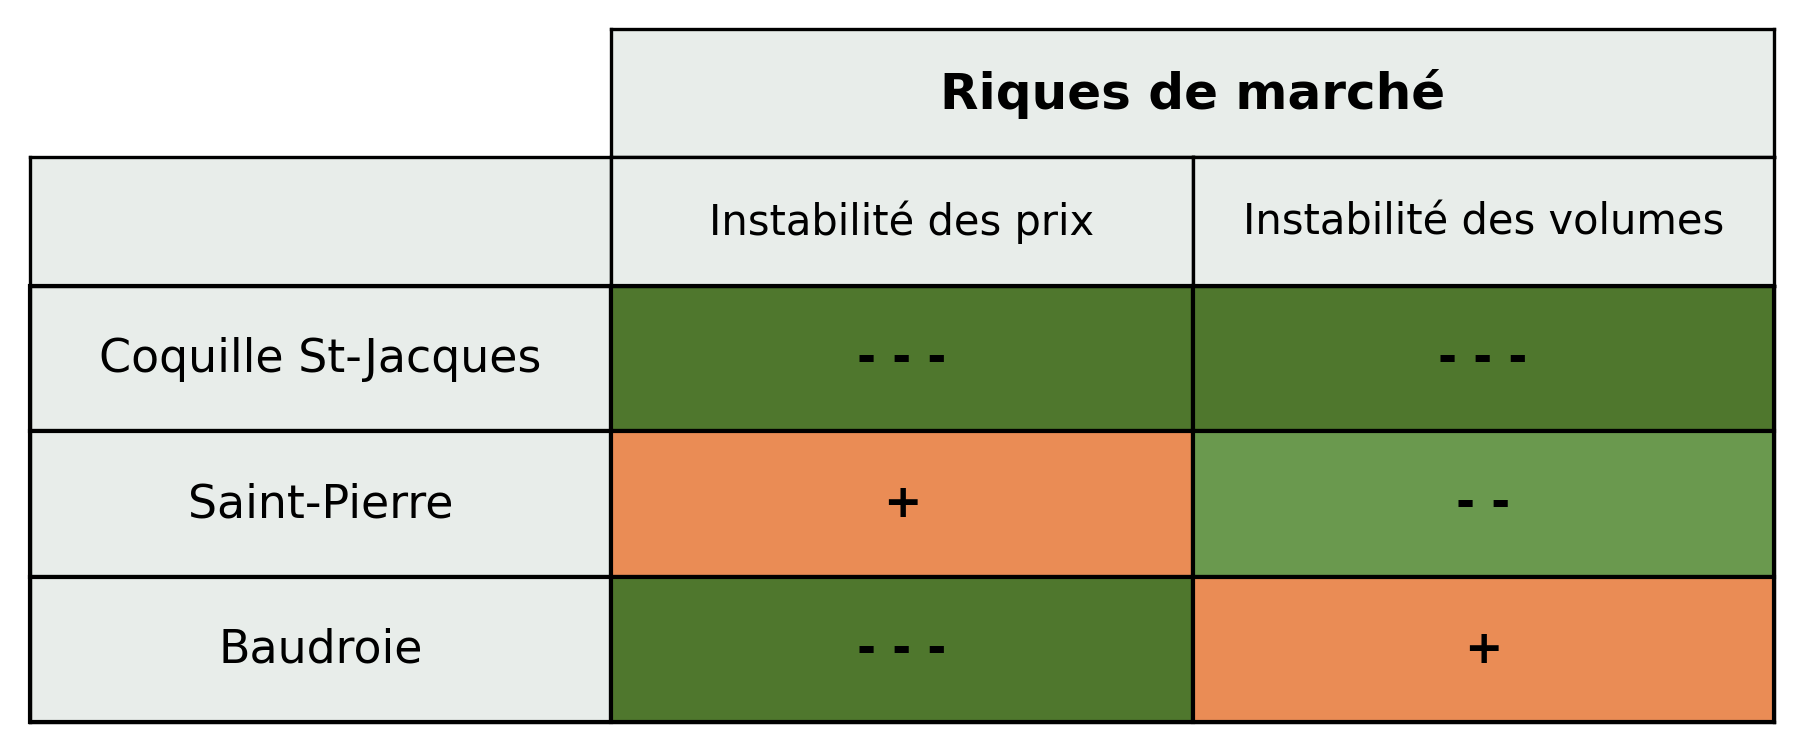 Riques de marché
Instabilité des prix Instabilité des volumes
Coquille St-Jacques - - - - - -
Saint-Pierre + - -
Baudroie - - - +